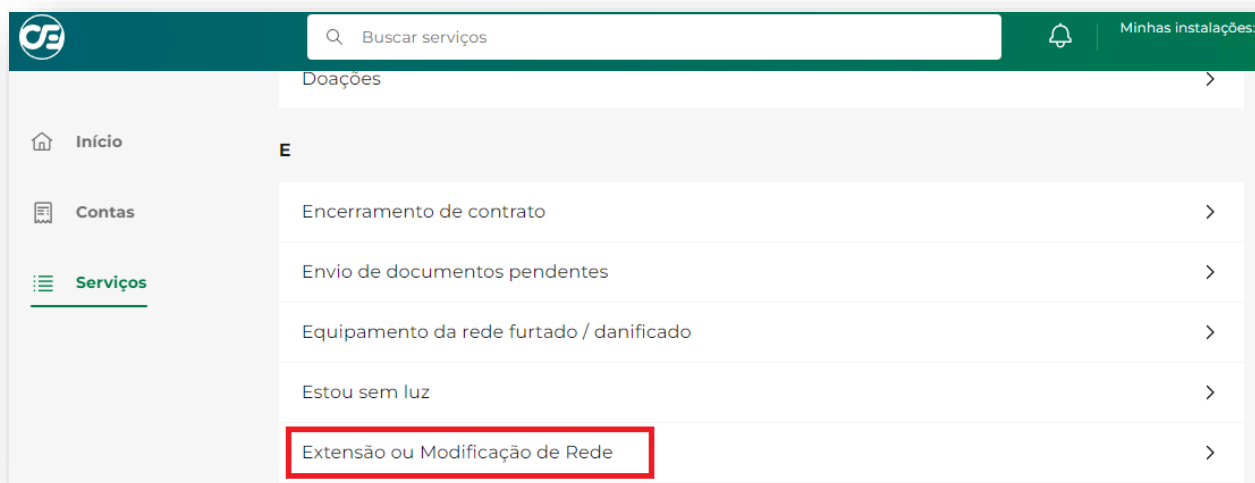 CE
Buscar serviços
Minhas instalações:
Doações
Início
E
Contas
Encerramento de contrato
Envio de documentos pendentes
Serviços
Equipamento da rede furtado / danificado
Estou sem luz
Extensão ou Modificação de Rede